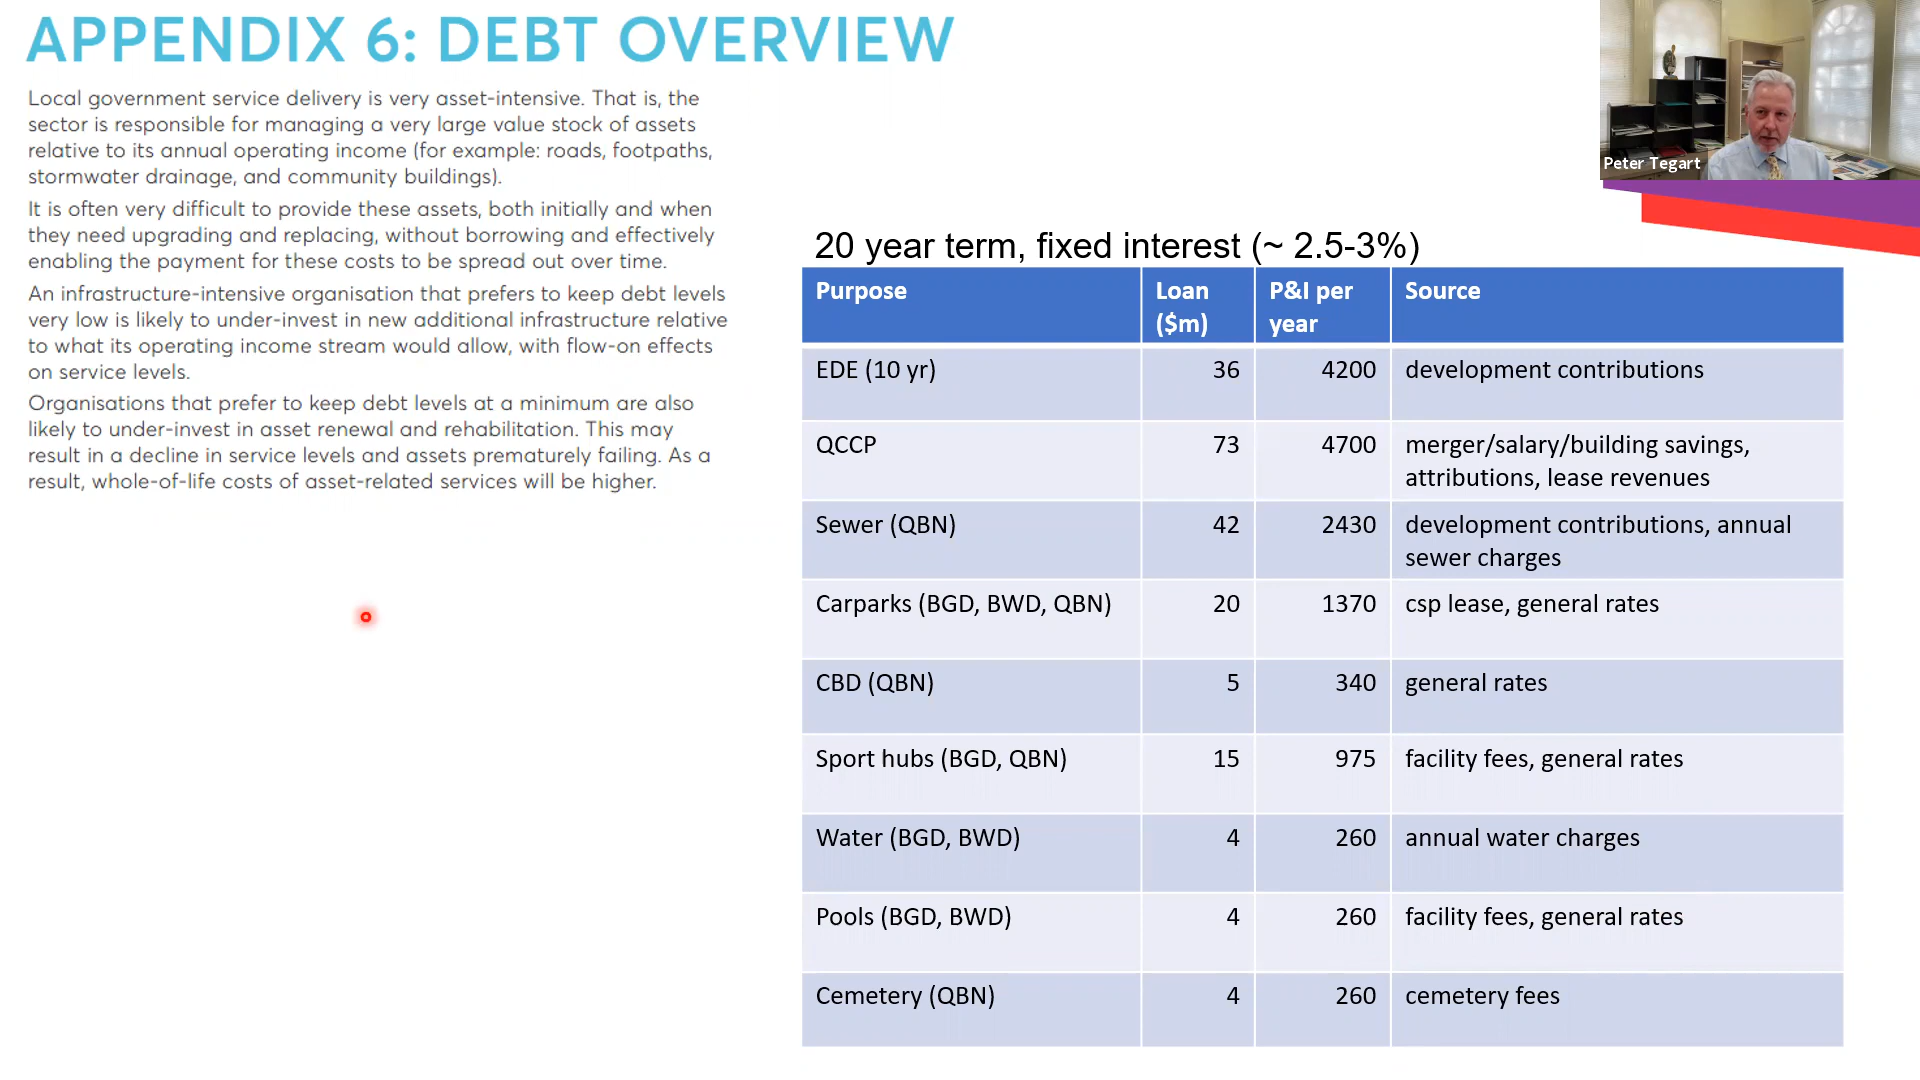 APPENDIX 6: DEBT OVERVIEW
Local government service delivery is very asset-intensive. That is, the
sector is responsible for managing a very large value stock of assets
relative to its annual operating income (for example: roads, footpaths,
stormwater drainage, and community buildings).
It is often very difficult to provide these assets, both initially and when
they need upgrading and replacing, without borrowing and effectively
enabling the payment for these costs to be spread out over time.
An infrastructure-intensive organisation that prefers to keep debt levels
very low is likely to under-invest in new additional infrastructure relative
to what its operating income stream would allow, with flow-on effects
on service levels.
Organisations that prefer to keep debt levels at a minimum are also
likely to under-invest in asset renewal and rehabilitation. This may
result in a decline in service levels and assets prematurely failing. As a
result, whole-of-life costs of asset-related services will be higher.
Peter Tegart
20 year term, fixed interest (~ 2.5-3%)
Purpose Loan ($m) P&I per year Source
EDE (10 yr) 36 4200 development contributions
QCCP 73 4700 merger/salary/building savings,
attributions, lease revenues
Sewer (QBN) 42 2430 development contributions, annual
sewer charges
Carparks (BGD, BWD, QBN) 20 1370 csp lease, general rates
CBD (QBN) 5 340 general rates
Sport hubs (BGD, QBN) 15 975 facility fees, general rates
Water (BGD, BWD) 4 260 annual water charges
Pools (BGD, BWD) 4 260 facility fees, general rates
Cemetery (QBN) 4 260 cemetery fees